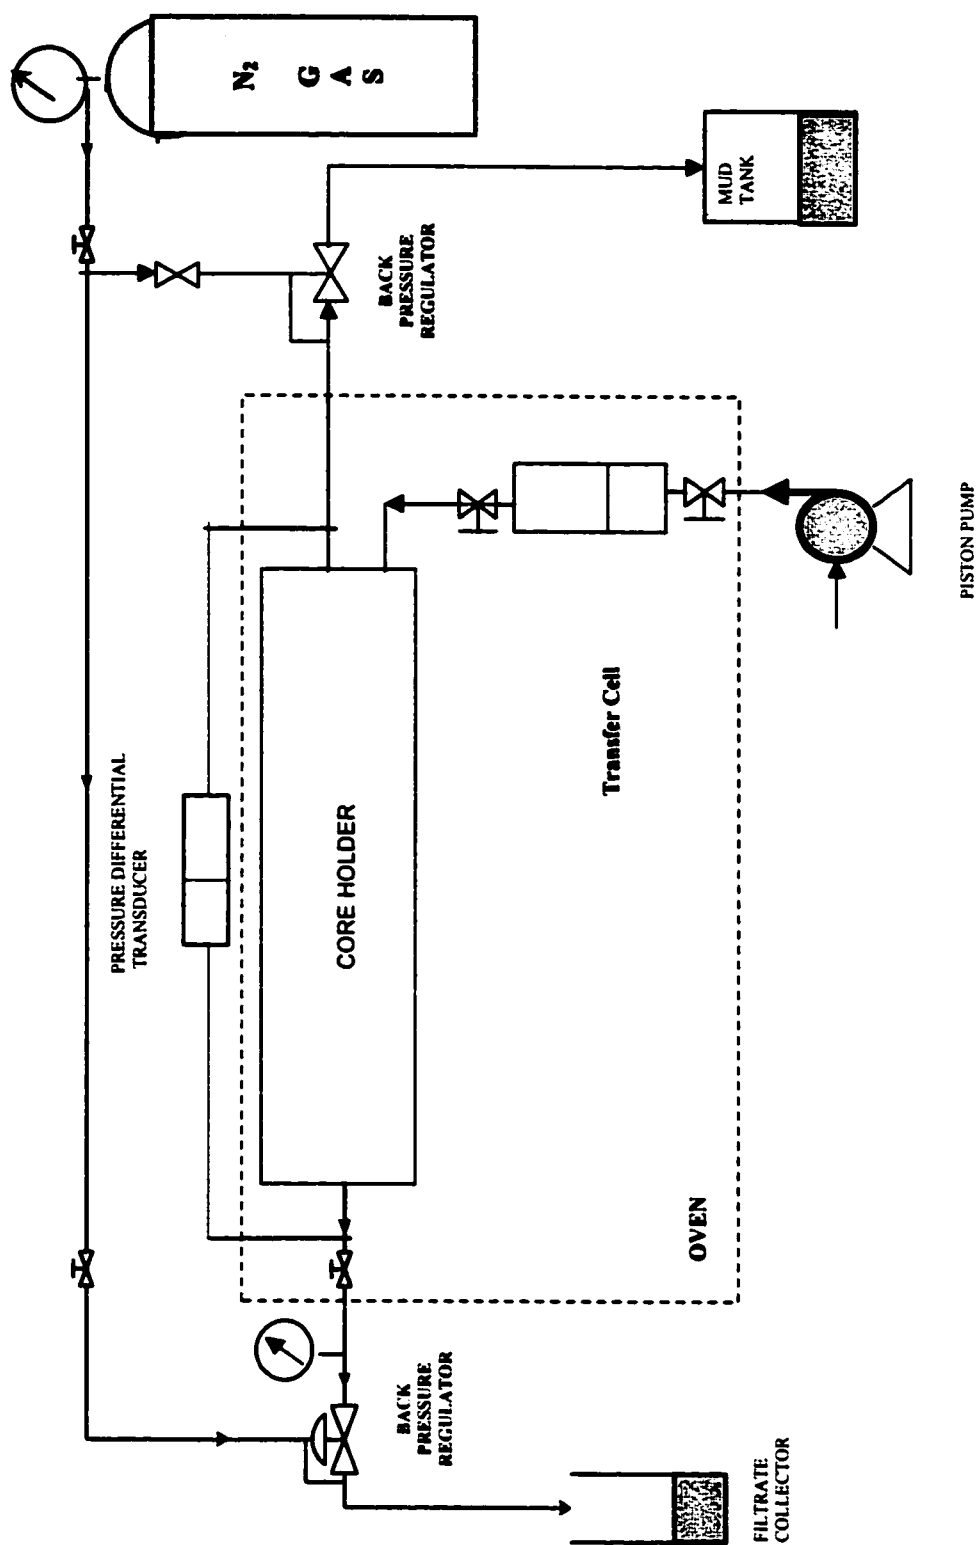 N₂
G
A
S
MUD
TANK
BACK
PRESSURE
REGULATOR
PRESSURE DIFFERENTIAL
TRANSDUCER
CORE HOLDER
Transfer Cell
PISTON PUMP
OVEN
BACK
PRESSURE
REGULATOR
FILTRATE
COLLECTOR